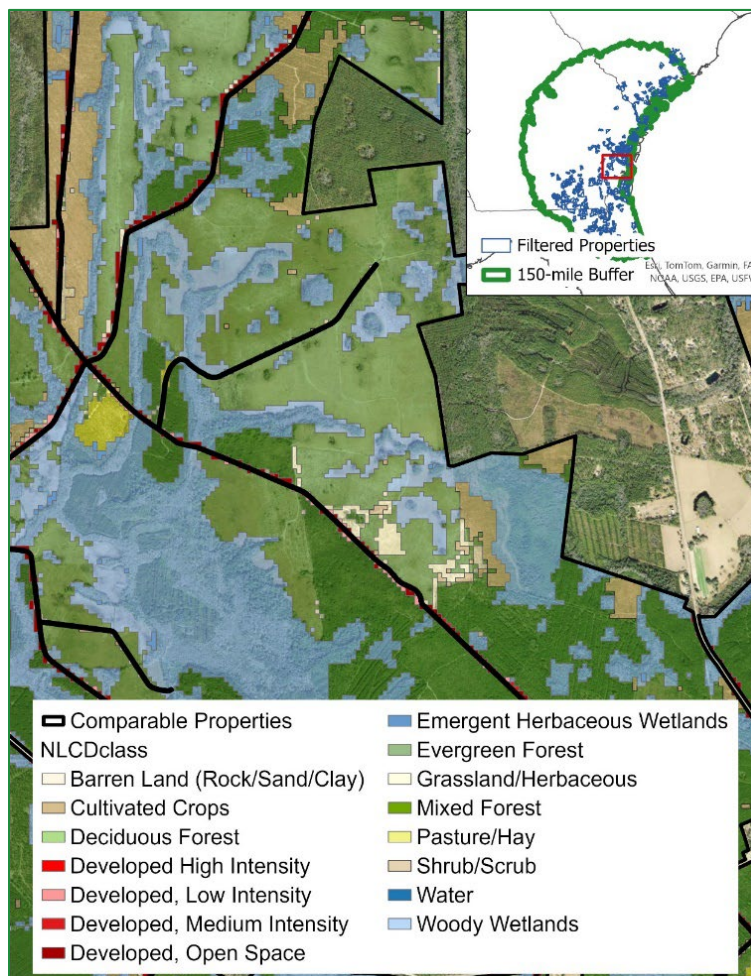 Filtered Properties
150-mile Buffer
Esri, TomTom, Garmin, FA
NOAA, USGS, EPA, USFW
Comparable Properties
NLCDclass
Barren Land (Rock/Sand/Clay)
Cultivated Crops
Deciduous Forest
Developed High Intensity
Developed, Low Intensity
Developed, Medium Intensity
Developed, Open Space
Emergent Herbaceous Wetlands
Evergreen Forest
Grassland/Herbaceous
Mixed Forest
Pasture/Hay
Shrub/Scrub
Water
Woody Wetlands